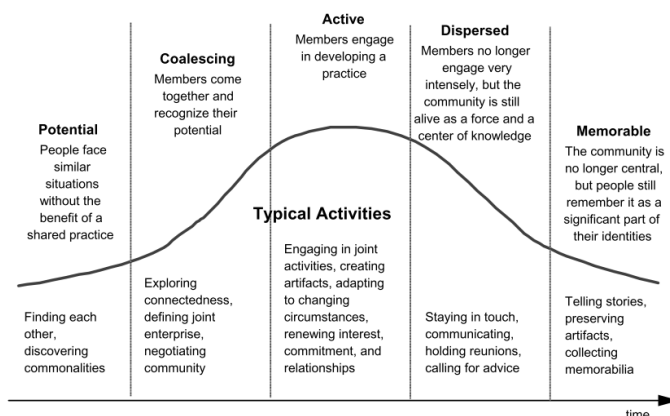 Active
Members engage
in developing a
practice
Dispersed
Members no longer
engage very
intensely, but the
community is still
alive as a force and a
center of knowledge
Coalescing
Members come
together and
recognize their
potential
Potential
People face
similar
situations
without the
benefit of a
shared practice
Memorable
The community is
no longer central,
but people still
remember it as a
significant part of
their identities
Typical Activities
Finding each
other,
discovering
commonalities
Exploring
connectedness,
defining joint
enterprise,
negotiating
community
Engaging in joint
activities, creating
artifacts, adapting
to changing
circumstances,
renewing interest,
commitment, and
relationships
Staying in touch,
communicating,
holding reunions,
calling for advice
Telling stories,
preserving
artifacts,
collecting
memorabilia
time